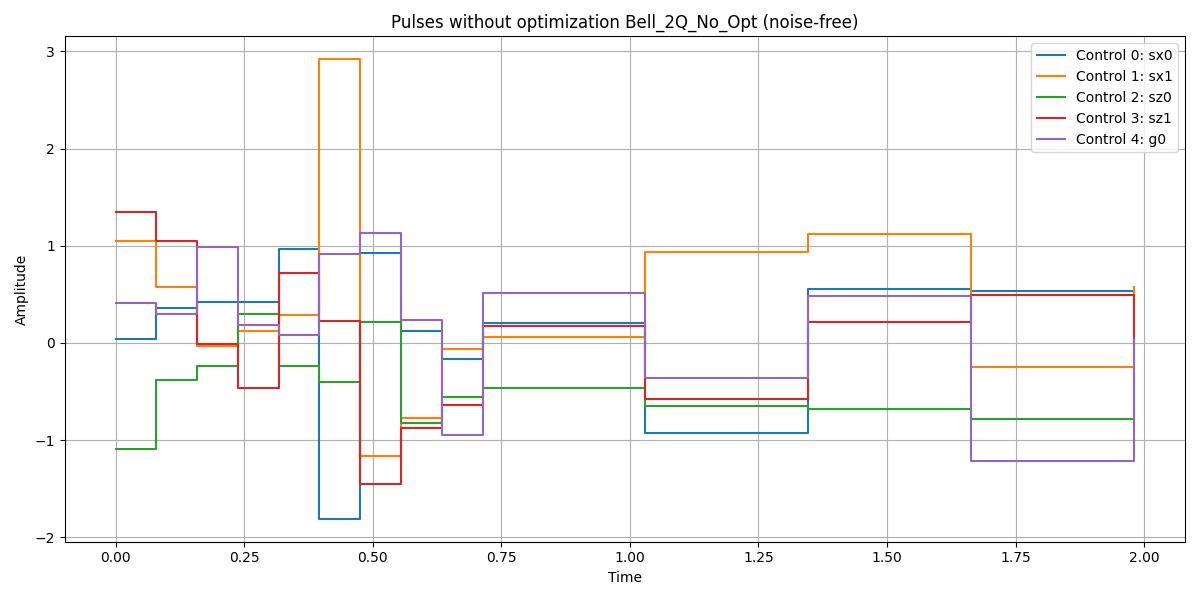 Pulses without optimization Bell_2Q_No_Opt (noise-free)
Control 0: sx0
Control 1: sx1
Control 2: sz0
Control 3: sz1
Control 4: g0
Amplitude
3
2
1
0
−1
−2
0.00 0.25 0.50 0.75 1.00 1.25 1.50 1.75 2.00
Time